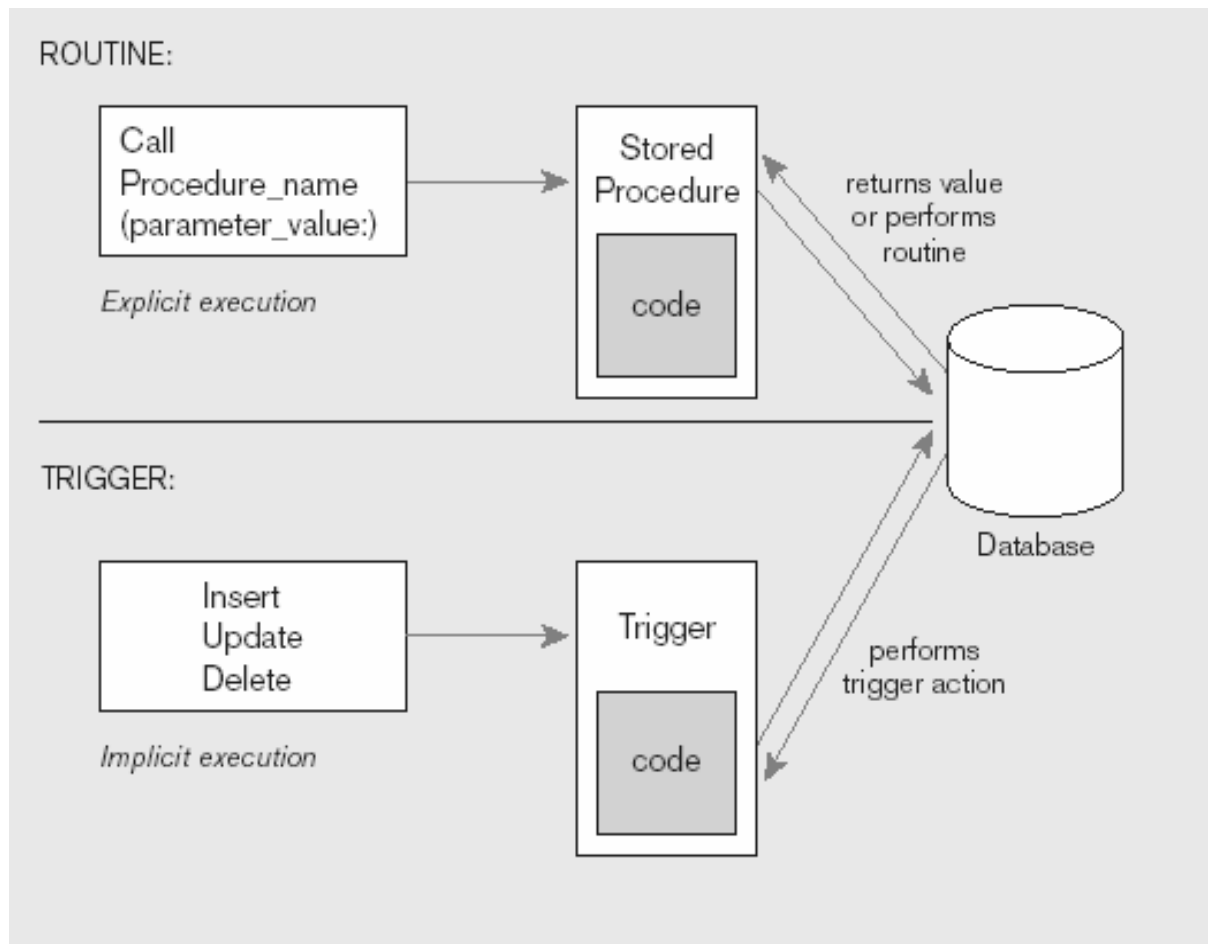 ROUTINE:
Call
Procedure_name
(parameter_value:)
Explicit execution
Stored
Procedure
code
returns value
or performs
routine
Database
TRIGGER:
Insert
Update
Delete
Implicit execution
Trigger
code
performs
trigger action